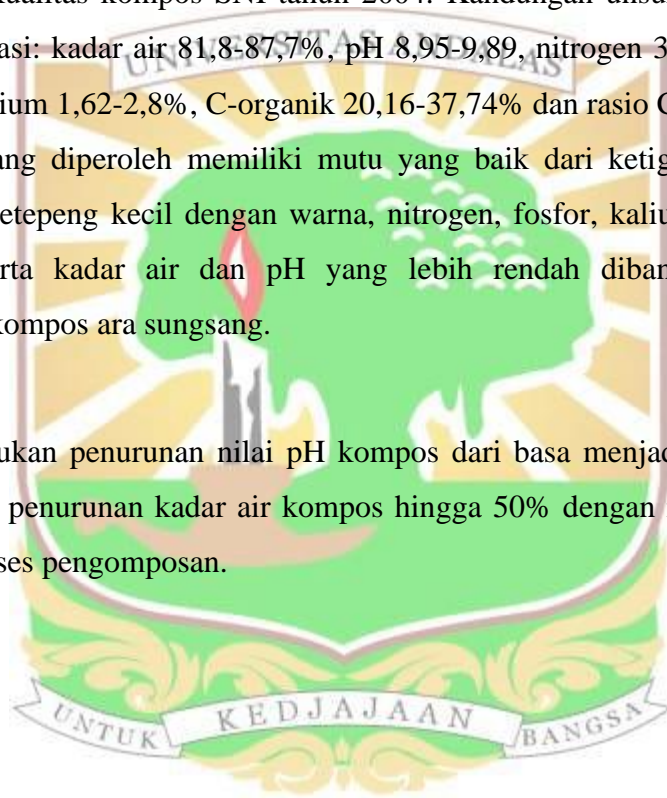 kualitas kompos SNI tahun 2004. Kandungan unsu
asi: kadar air 81,8-87,7%, pH 8,95-9,89, nitrogen 3
UNIVERSITAS ANDALAS
ium 1,62-2,8%, C-organik 20,16-37,74% dan rasio C
ang diperoleh memiliki mutu yang baik dari ketig
etepeng kecil dengan warna, nitrogen, fosfor, kaliu
rta kadar air dan pH yang lebih rendah diban
kompos ara sungsang.
ukan penurunan nilai pH kompos dari basa menjad
penurunan kadar air kompos hingga 50% dengan
ses pengomposan.
UNTUK KEDJAJAAN BANGSA